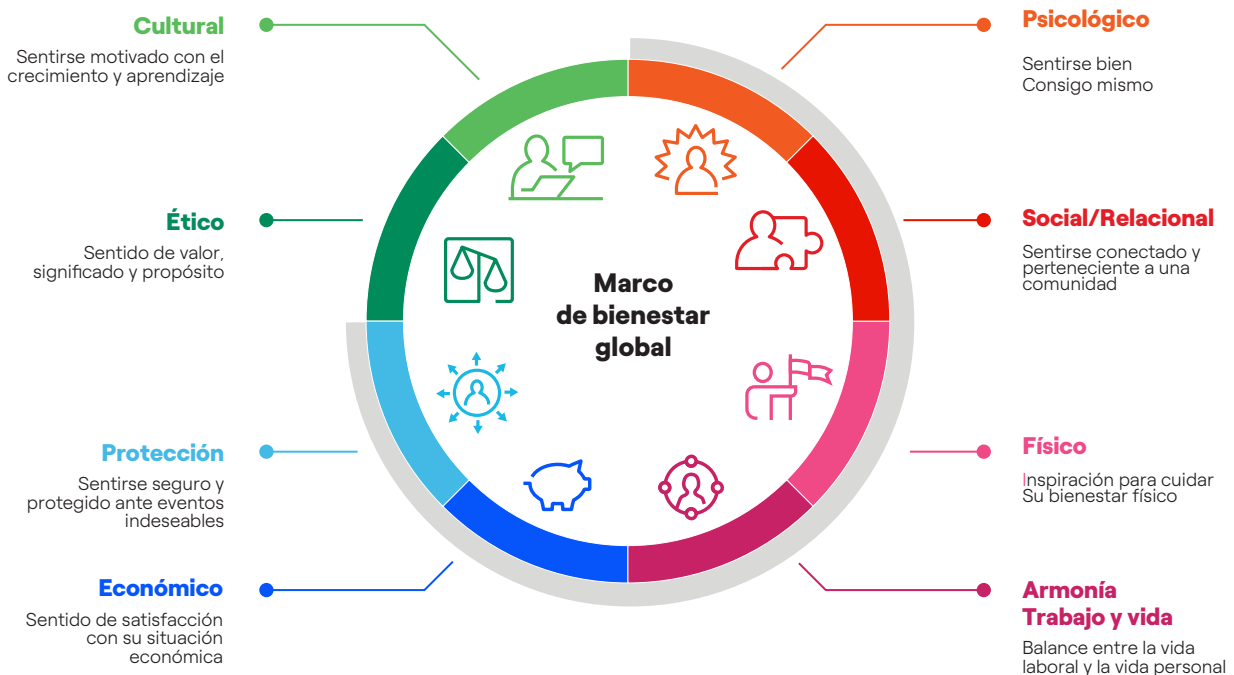 Cultural
Sentirse motivado con el
crecimiento y aprendizaje
Psicológico
Sentirse bien
Consigo mismo
Ético
Sentido de valor,
significado y propósito
Social/Relacional
Sentirse conectado y
perteneciente a una
comunidad
Marco
de bienestar
global
Protección
Sentirse seguro y
protegido ante eventos
indeseables
Físico
Inspiración para cuidar
Su bienestar físico
Económico
Sentido de satisfacción
con su situación
económica
Armonía
Trabajo y vida
Balance entre la vida
laboral y la vida personal